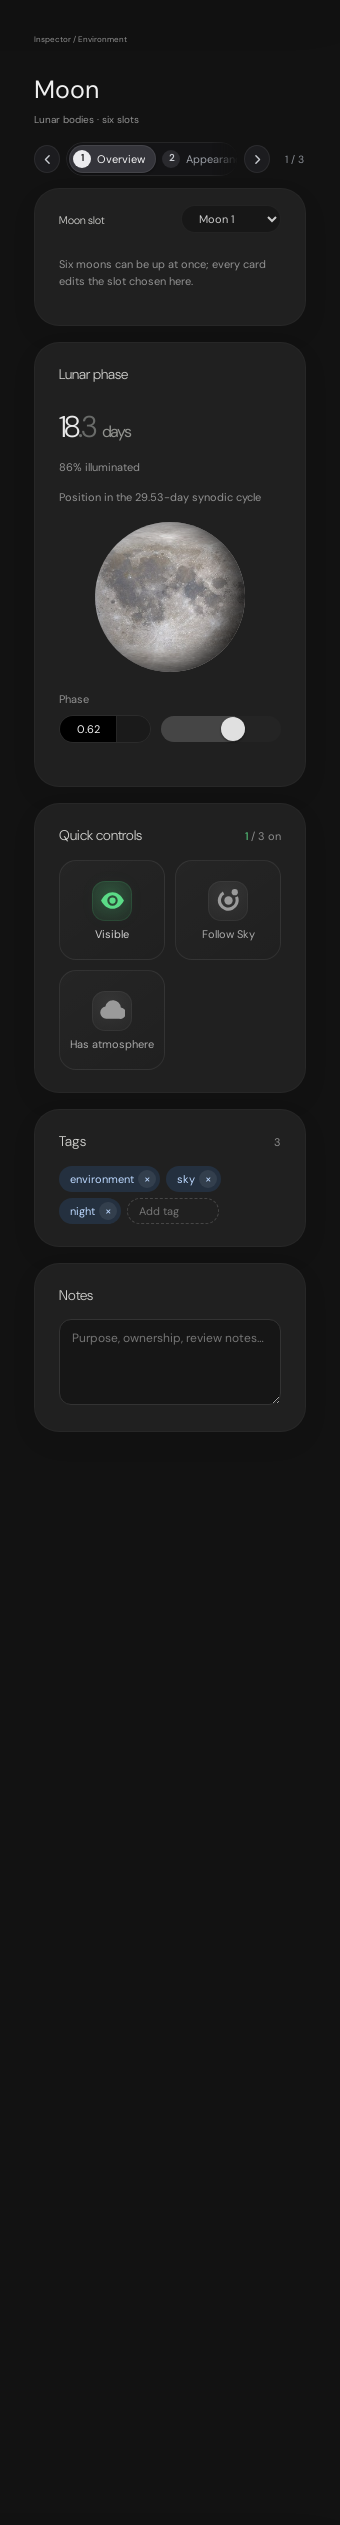 Inspector / Environment
Moon
Lunar bodies · six slots
1 Overview 2 Appearan 1 / 3
Moon slot Moon 1
Six moons can be up at once; every card
edits the slot chosen here.
Lunar phase
18.3 days
86% illuminated
Position in the 29.53-day synodic cycle
Phase
0.62
Quick controls 1 / 3 on
Visible Follow Sky
Has atmosphere
Tags 3
environment × sky ×
night × Add tag
Notes
Purpose, ownership, review notes…